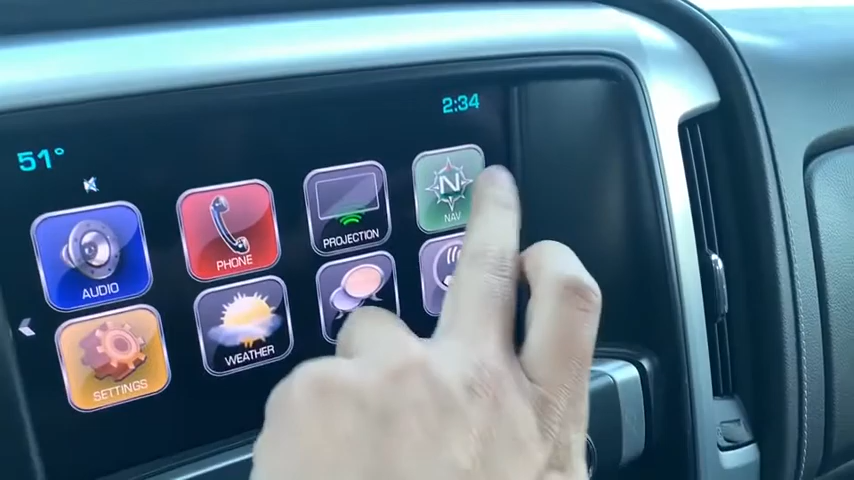 51°
2:34
AUDIO
PHONE
PROJECTION
N
NAV
SETTINGS
WEATHER